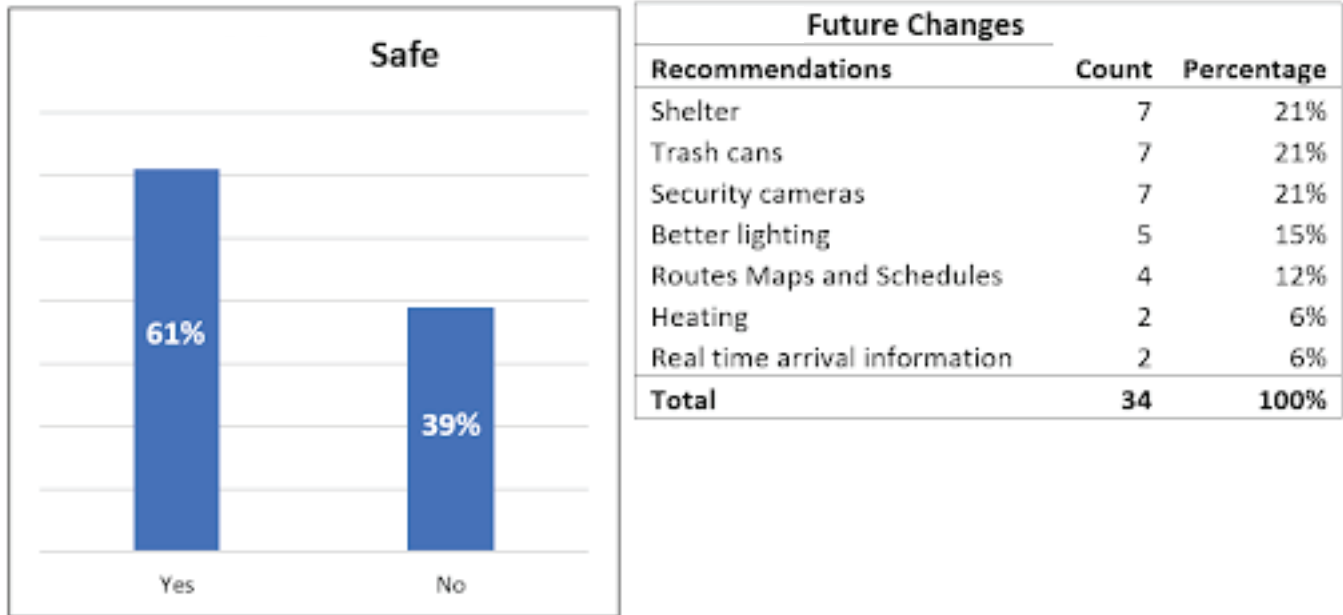 Safe
61%
39%
Yes No
Future Changes
Recommendations Count Percentage
Shelter 7 21%
Trash cans 7 21%
Security cameras 7 21%
Better lighting 5 15%
Routes Maps and Schedules 4 12%
Heating 2 6%
Real time arrival information 2 6%
Total 34 100%